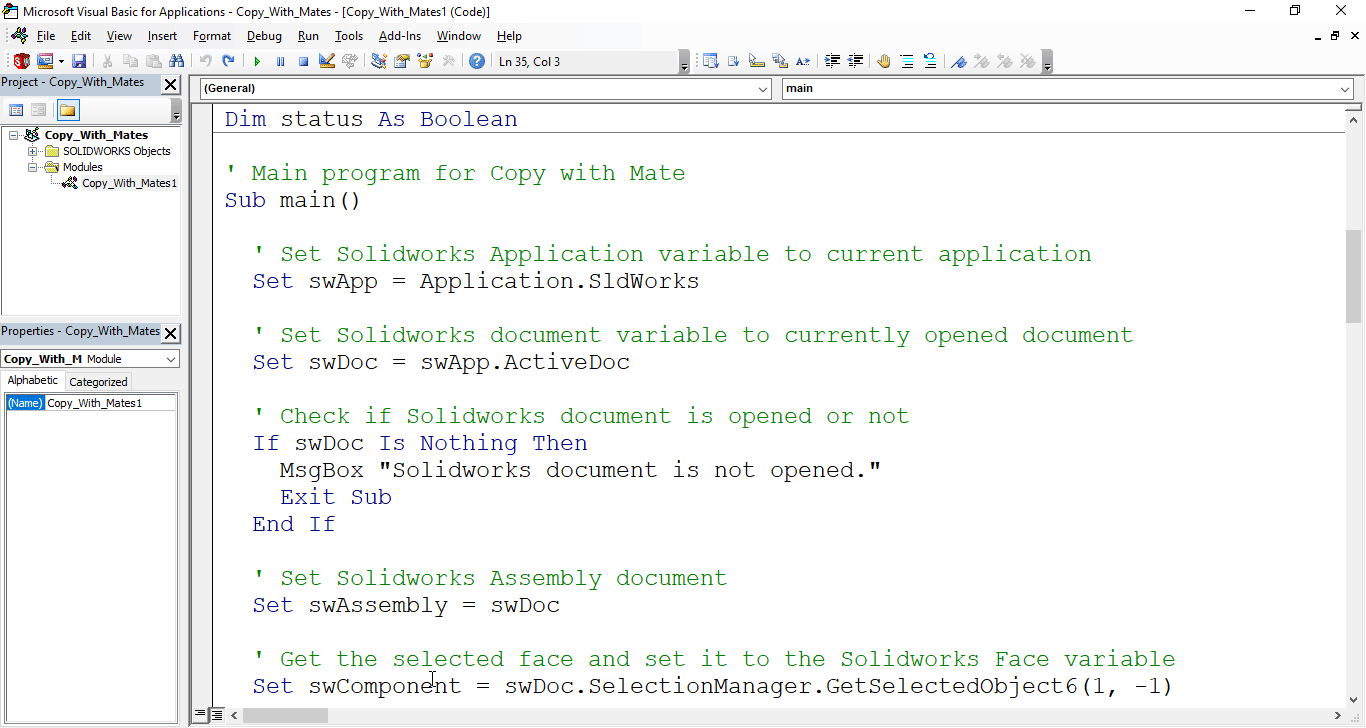 Microsoft Visual Basic for Applications - Copy_With_Mates - [Copy_With_Mates1 (Code)]
File Edit View Insert Format Debug Run Tools Add-Ins Window Help
Ln 35, Col 3
Project - Copy_With_Mates
Copy_With_Mates
SOLIDWORKS Objects
Modules
Copy_With_Mates1
Properties - Copy_With_Mates
Copy_With_M Module
Alphabetic Categorized
(Name) Copy_With_Mates1
(General) main
Dim status As Boolean
' Main program for Copy with Mate
Sub main()
' Set Solidworks Application variable to current application
Set swApp = Application.SldWorks
' Set Solidworks document variable to currently opened document
Set swDoc = swApp.ActiveDoc
' Check if Solidworks document is opened or not
If swDoc Is Nothing Then
MsgBox "Solidworks document is not opened."
Exit Sub
End If
' Set Solidworks Assembly document
Set swAssembly = swDoc
' Get the selected face and set it to the Solidworks Face variable
Set swComponent = swDoc.SelectionManager.GetSelectedObject6(1, -1)